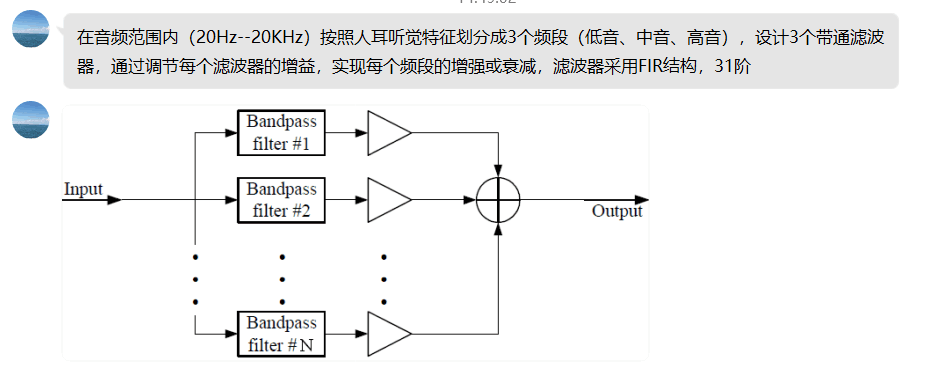 在音频范围内（20Hz--20KHz）按照人耳听觉特征划分成3个频段（低音、中音、高音），设计3个带通滤波
器，通过调节每个滤波器的增益，实现每个频段的增强或衰减，滤波器采用FIR结构，31阶
Bandpass
filter #1
Input
Bandpass
filter #2
Output
Bandpass
filter #N